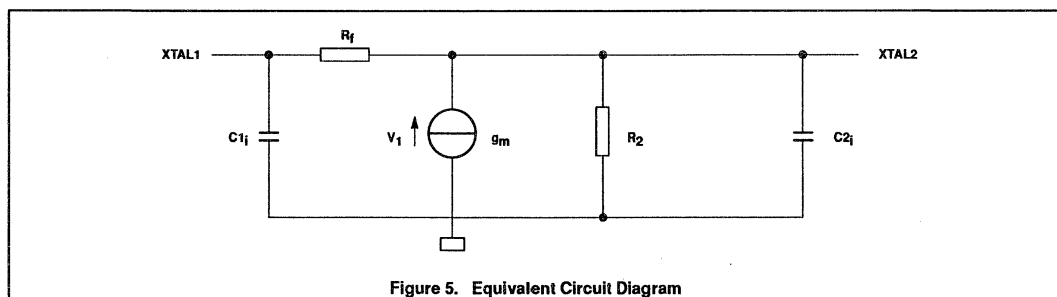 Rf
XTAL1
XTAL2
C1i
V1
gm
R2
C2i
Figure 5. Equivalent Circuit Diagram